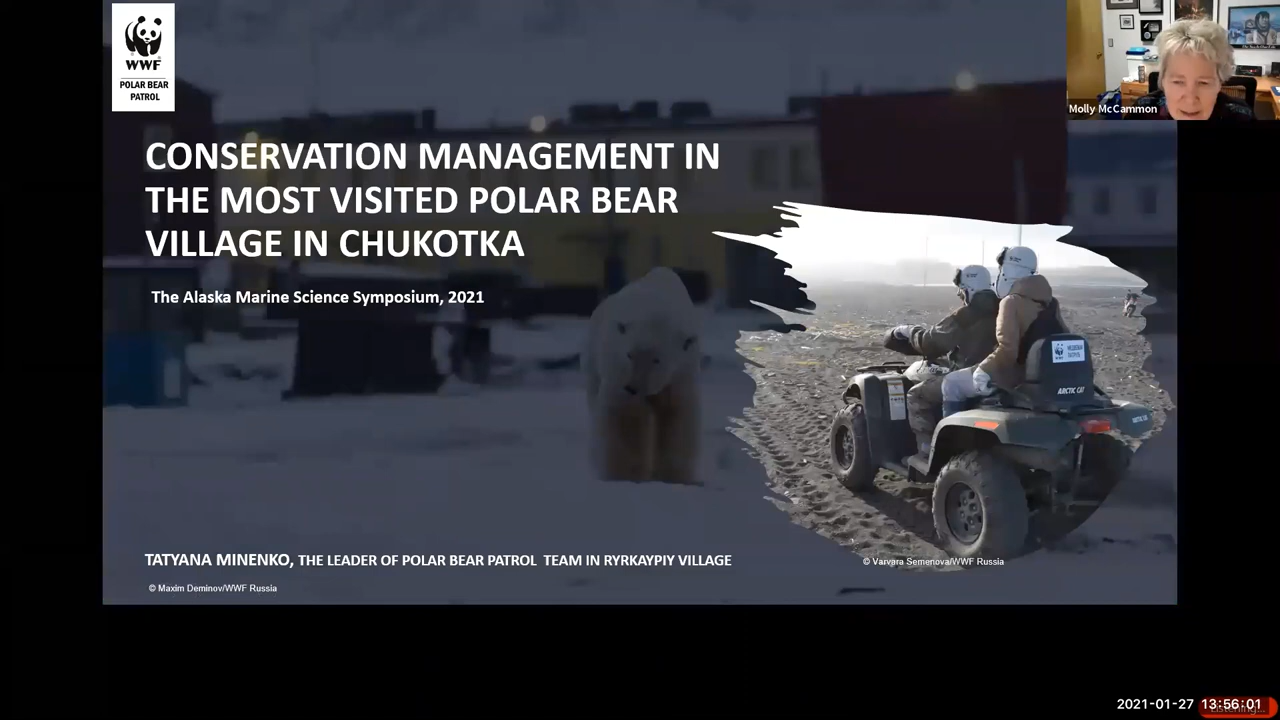 WWF
POLAR BEAR
PATROL
Molly McCammon
CONSERVATION MANAGEMENT IN
THE MOST VISITED POLAR BEAR
VILLAGE IN CHUKOTKA
The Alaska Marine Science Symposium, 2021
WWF
ARCTIC CAT
TATYANA MINENKO, THE LEADER OF POLAR BEAR PATROL TEAM IN RYRKAYPIY VILLAGE
© Varvara Semenova/WWF Russia
© Maxim Deminov/WWF Russia
2021-01-27 13:56:01
Listening...